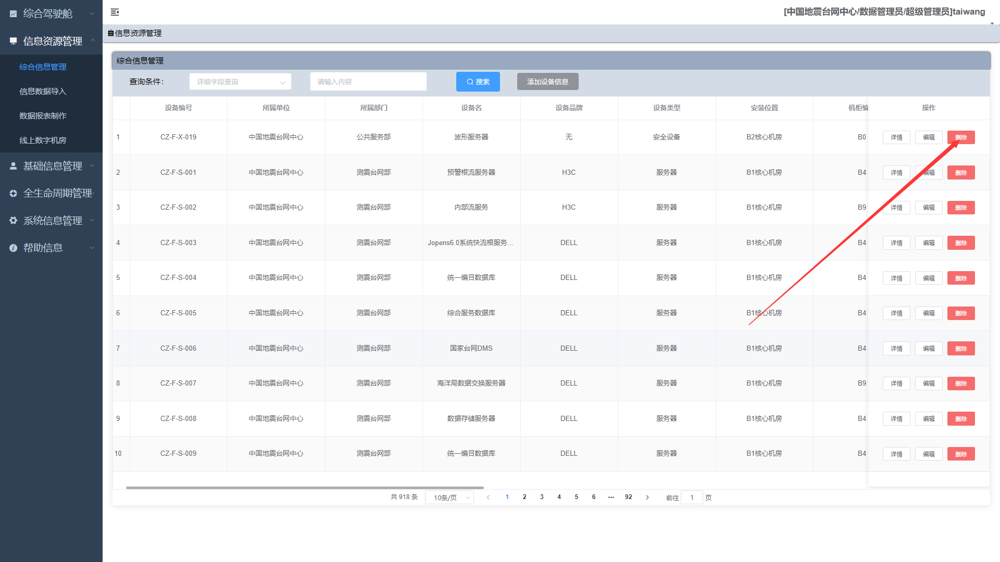 综合驾驶舱
信息资源管理
综合信息管理
信息数据导入
数据报表制作
线上数字机房
基础信息管理
全生命周期管理
系统信息管理
帮助信息
[中国地震台网中心/数据管理员/超级管理员]taiwang
信息资源管理
综合信息管理
查询条件: 详细字段查询 请输入内容 搜索 添加设备信息
设备编号 所属单位 所属部门 设备名 设备品牌 设备类型 安装位置 机柜编 操作
1 CZ-F-X-019 中国地震台网中心 公共服务部 波形服务器 无 安全设备 B2核心机房 B0 详情 编辑 删除
2 CZ-F-S-001 中国地震台网中心 测震台网部 预警根流服务器 H3C 服务器 B1核心机房 B4 详情 编辑 删除
3 CZ-F-S-002 中国地震台网中心 测震台网部 内部流服务 H3C 服务器 B1核心机房 B9 详情 编辑 删除
4 CZ-F-S-003 中国地震台网中心 测震台网部 Jopens6.0系统快流根服务... DELL 服务器 B1核心机房 B4 详情 编辑 删除
5 CZ-F-S-004 中国地震台网中心 测震台网部 统一编目数据库 DELL 服务器 B1核心机房 B4 详情 编辑 删除
6 CZ-F-S-005 中国地震台网中心 测震台网部 综合服务数据库 DELL 服务器 B1核心机房 B4 详情 编辑 删除
7 CZ-F-S-006 中国地震台网中心 测震台网部 国家台网DMS DELL 服务器 B1核心机房 B4 详情 编辑 删除
8 CZ-F-S-007 中国地震台网中心 测震台网部 海洋局数据交换服务器 DELL 服务器 B1核心机房 B9 详情 编辑 删除
9 CZ-F-S-008 中国地震台网中心 测震台网部 数据存储服务器 DELL 服务器 B1核心机房 B4 详情 编辑 删除
10 CZ-F-S-009 中国地震台网中心 测震台网部 统一编目数据库 DELL 服务器 B1核心机房 B4 详情 编辑 删除
共 918 条 10条/页 1 2 3 4 5 6 ... 92 前往 1 页